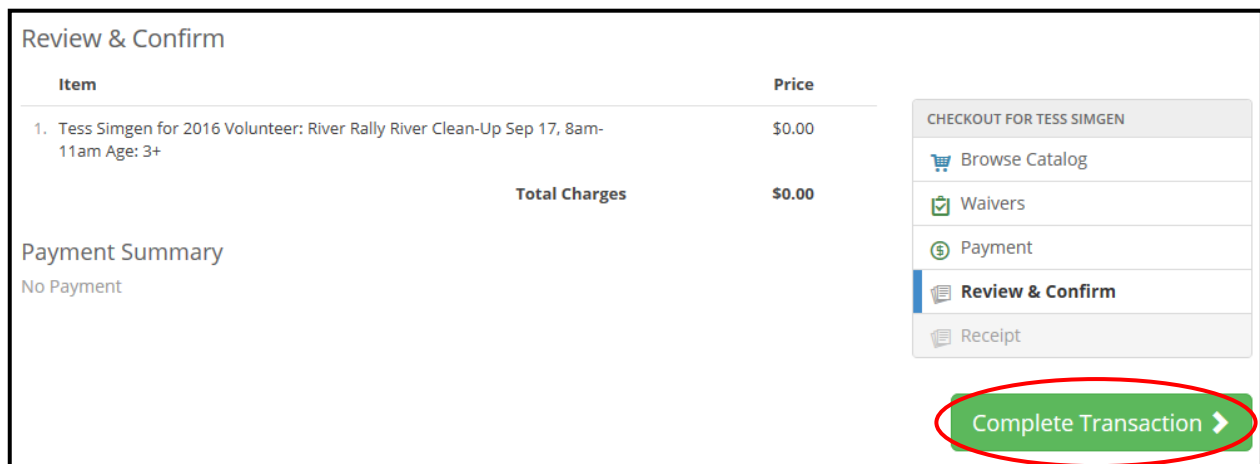 Review & Confirm
Item Price
1. Tess Simgen for 2016 Volunteer: River Rally River Clean-Up Sep 17, 8am- $0.00
11am Age: 3+
Total Charges $0.00
Payment Summary
No Payment
CHECKOUT FOR TESS SIMGEN
Browse Catalog
Waivers
Payment
Review & Confirm
Receipt
Complete Transaction